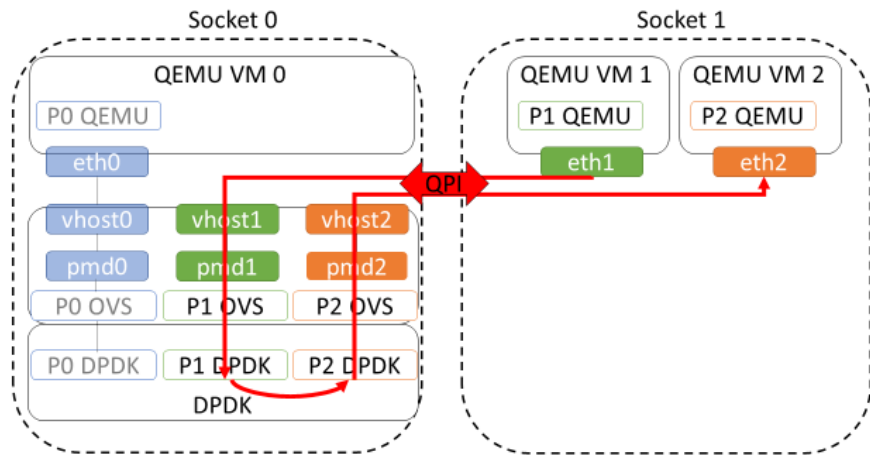 Socket 0
Socket 1
QEMU VM 0
QEMU VM 1
QEMU VM 2
P0 QEMU
P1 QEMU
P2 QEMU
eth0
QPI
eth1
eth2
vhost0
vhost1
vhost2
pmd0
pmd1
pmd2
P0 OVS
P1 OVS
P2 OVS
P0 DPDK
P1 DPDK
P2 DPDK
DPDK